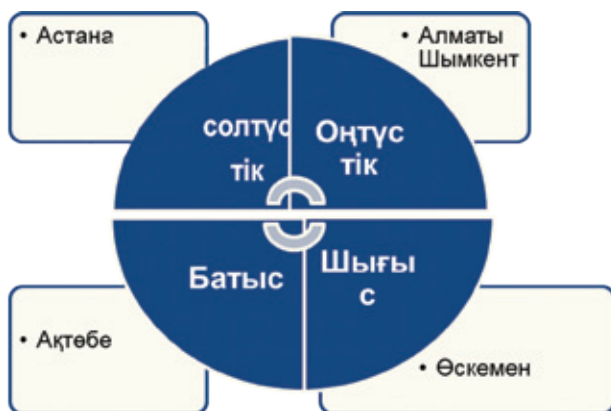 • Астана
• Алматы
Шымкент
солтүс
тік
Оңтүс
тік
Батыс
Шығы
с
• Ақтөбе
• Өскемен